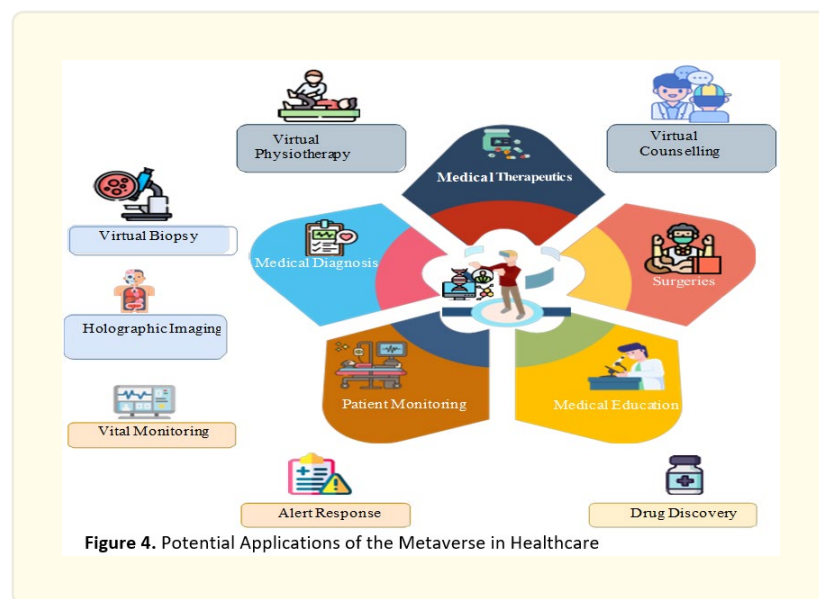 Virtual
Physiotherapy
Virtual
Counselling
Medical Therapeutics
Virtual Biopsy
Medical Diagnosis
Surgeries
Holographic Imaging
Patient Monitoring
Medical Education
Vital Monitoring
Alert Response
Drug Discovery
Figure 4. Potential Applications of the Metaverse in Healthcare